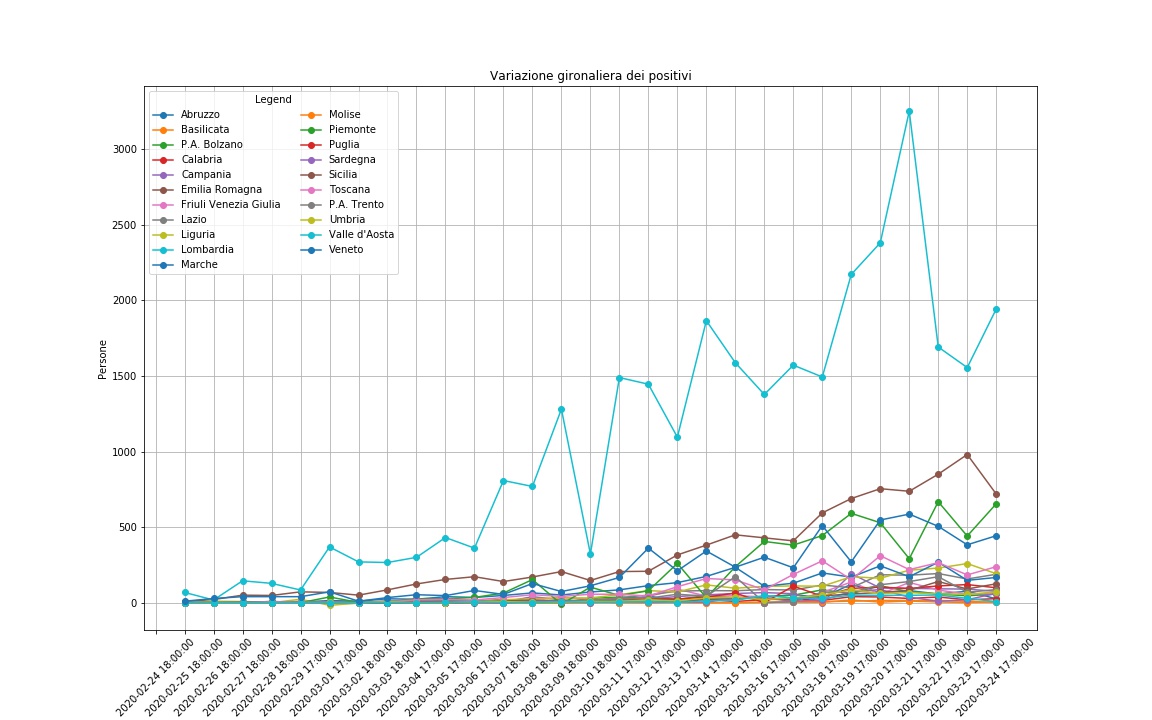 Variazione gironaliera dei positivi
Legend
Abruzzo
Basilicata
P.A. Bolzano
Calabria
Campania
Emilia Romagna
Friuli Venezia Giulia
Lazio
Liguria
Lombardia
Marche
Molise
Piemonte
Puglia
Sardegna
Sicilia
Toscana
P.A. Trento
Umbria
Valle d'Aosta
Veneto
Persone
3000
2500
2000
1500
1000
500
0
2020-02-24 18:00:00
2020-02-25 18:00:00
2020-02-26 18:00:00
2020-02-27 18:00:00
2020-02-28 18:00:00
2020-02-29 17:00:00
2020-03-01 17:00:00
2020-03-02 18:00:00
2020-03-03 18:00:00
2020-03-04 17:00:00
2020-03-05 17:00:00
2020-03-06 17:00:00
2020-03-07 18:00:00
2020-03-08 18:00:00
2020-03-09 18:00:00
2020-03-10 18:00:00
2020-03-11 17:00:00
2020-03-12 17:00:00
2020-03-13 17:00:00
2020-03-14 17:00:00
2020-03-15 17:00:00
2020-03-16 17:00:00
2020-03-17 17:00:00
2020-03-18 17:00:00
2020-03-19 17:00:00
2020-03-20 17:00:00
2020-03-21 17:00:00
2020-03-22 17:00:00
2020-03-23 17:00:00
2020-03-24 17:00:00